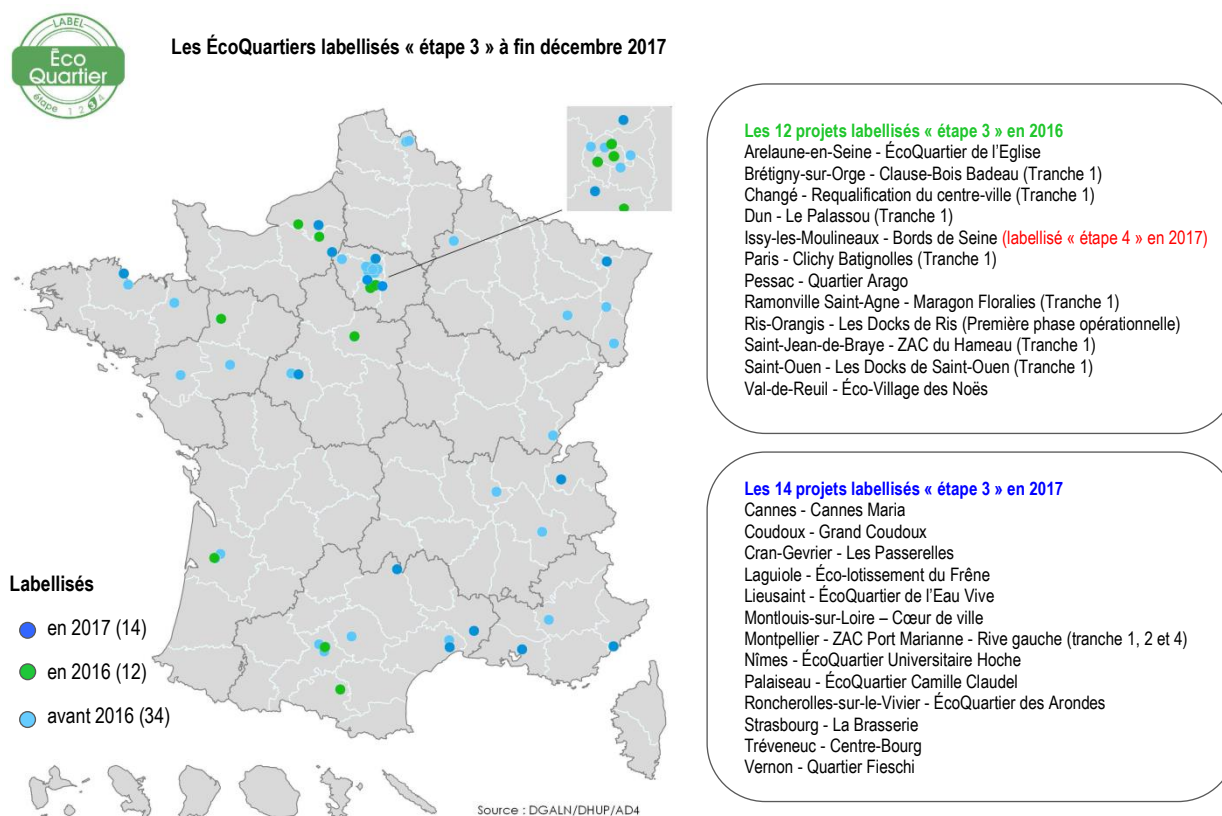 LABEL
Éco
Quartier
étape 1 2 3 4
Les ÉcoQuartiers labellisés « étape 3 » à fin décembre 2017
Labellisés
en 2017 (14)
en 2016 (12)
avant 2016 (34)
Source : DGALN/DHUP/AD4
Les 12 projets labellisés « étape 3 » en 2016
Arelaune-en-Seine - ÉcoQuartier de l'Eglise
Brétigny-sur-Orge - Clause-Bois Badeau (Tranche 1)
Changé - Requalification du centre-ville (Tranche 1)
Dun - Le Palassou (Tranche 1)
Issy-les-Moulineaux - Bords de Seine (labellisé « étape 4 » en 2017)
Paris - Clichy Batignolles (Tranche 1)
Pessac - Quartier Arago
Ramonville Saint-Agne - Maragon Floralies (Tranche 1)
Ris-Orangis - Les Docks de Ris (Première phase opérationnelle)
Saint-Jean-de-Braye - ZAC du Hameau (Tranche 1)
Saint-Ouen - Les Docks de Saint-Ouen (Tranche 1)
Val-de-Reuil - Éco-Village des Noës
Les 14 projets labellisés « étape 3 » en 2017
Cannes - Cannes Maria
Coudoux - Grand Coudoux
Cran-Gevrier - Les Passerelles
Laguiole - Éco-lotissement du Frêne
Lieusaint - ÉcoQuartier de l'Eau Vive
Montlouis-sur-Loire – Cœur de ville
Montpellier - ZAC Port Marianne - Rive gauche (tranche 1, 2 et 4)
Nîmes - ÉcoQuartier Universitaire Hoche
Palaiseau - ÉcoQuartier Camille Claudel
Roncherolles-sur-le-Vivier - ÉcoQuartier des Arondes
Strasbourg - La Brasserie
Tréveneuc - Centre-Bourg
Vernon - Quartier Fieschi